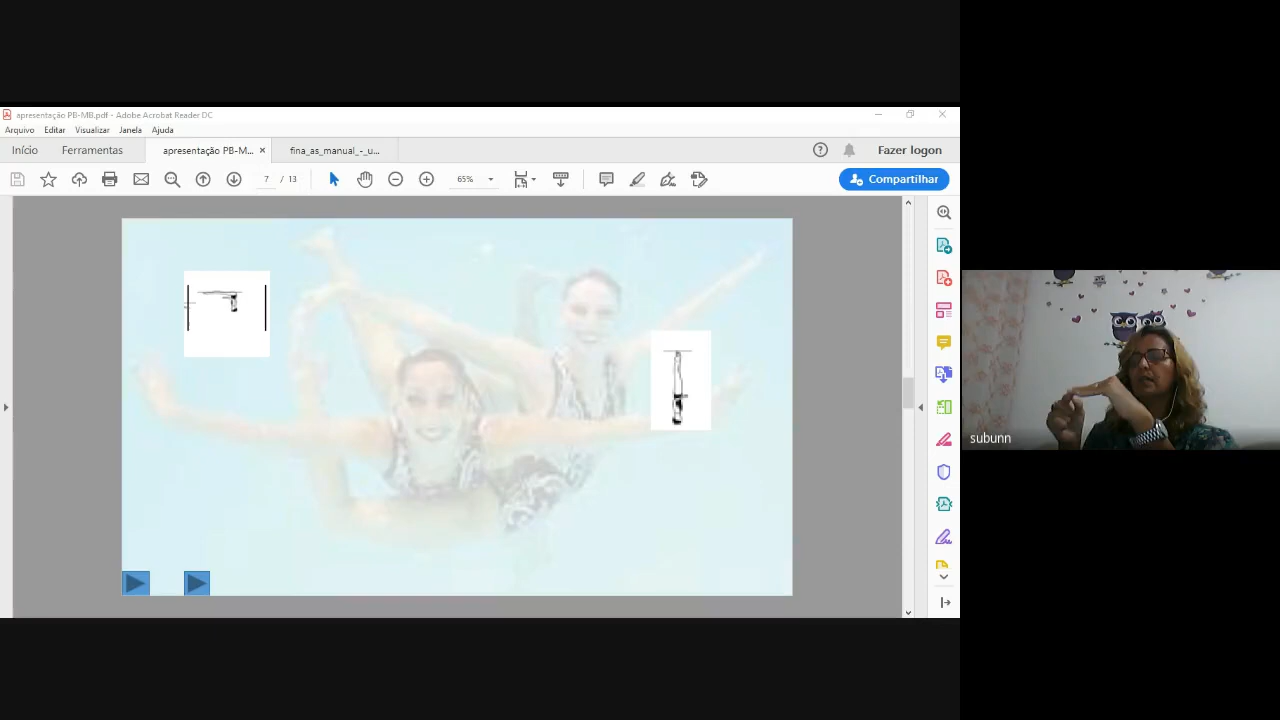 apresentação PB-MB.pdf - Adobe Acrobat Reader DC
Arquivo Editar Visualizar Janela Ajuda
Início Ferramentas apresentação PB-M... × fina_as_manual_-_u... Fazer logon
7 / 13 65% Compartilhar
subunn